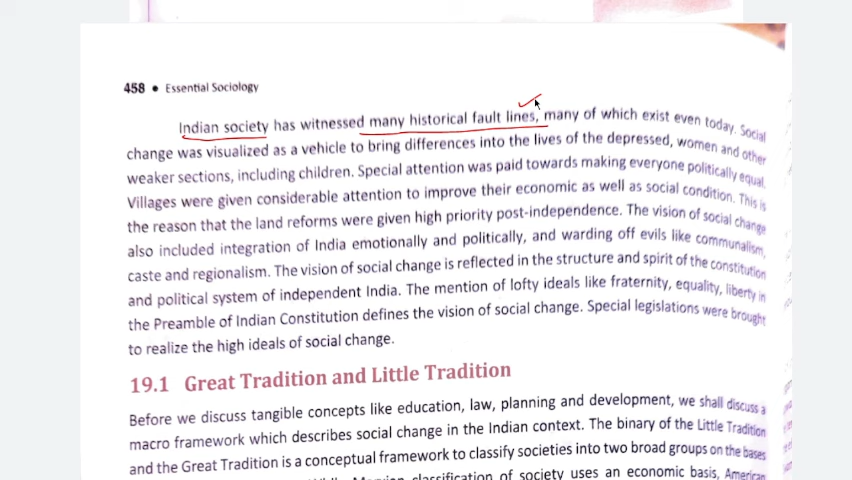 458 • Essential Sociology
Indian society has witnessed many historical fault lines, many of which exist even today. Social
change was visualized as a vehicle to bring differences into the lives of the depressed, women and other
weaker sections, including children. Special attention was paid towards making everyone politically equal.
Villages were given considerable attention to improve their economic as well as social condition. This is
the reason that the land reforms were given high priority post-independence. The vision of social change
also included integration of India emotionally and politically, and warding off evils like communalism,
caste and regionalism. The vision of social change is reflected in the structure and spirit of the constitution
and political system of independent India. The mention of lofty ideals like fraternity, equality, liberty in
the Preamble of Indian Constitution defines the vision of social change. Special legislations were brought
to realize the high ideals of social change.
19.1 Great Tradition and Little Tradition
Before we discuss tangible concepts like education, law, planning and development, we shall discuss a
macro framework which describes social change in the Indian context. The binary of the Little Tradition
and the Great Tradition is a conceptual framework to classify societies into two broad groups on the bases
classification of society uses an economic basis, American